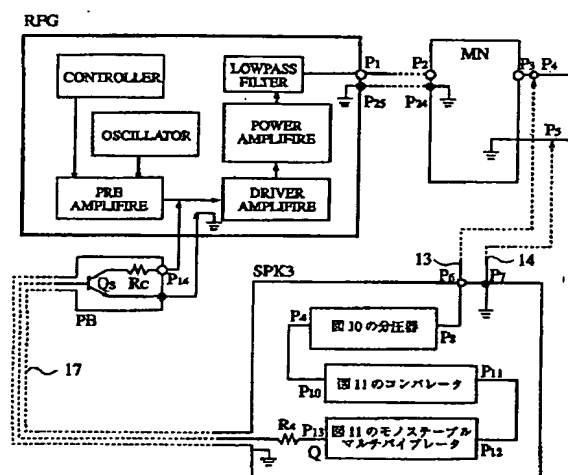 RPG
CONTROLLER
OSCILLATOR
PRE
AMPLIFIRE
LOWPASS
FILTER
POWER
AMPLIFIRE
DRIVER
AMPLIFIRE
P1
P25
P2
P24
MN
P3
P4
P5
Q3
RC
P14
PB
17
13
14
P6
P7
SPK3
P4
図10の分圧器
P8
P10
図11のコンパレータ
P11
R4
P13
Q
図11のモノステーブル
マルチバイブレータ
P12